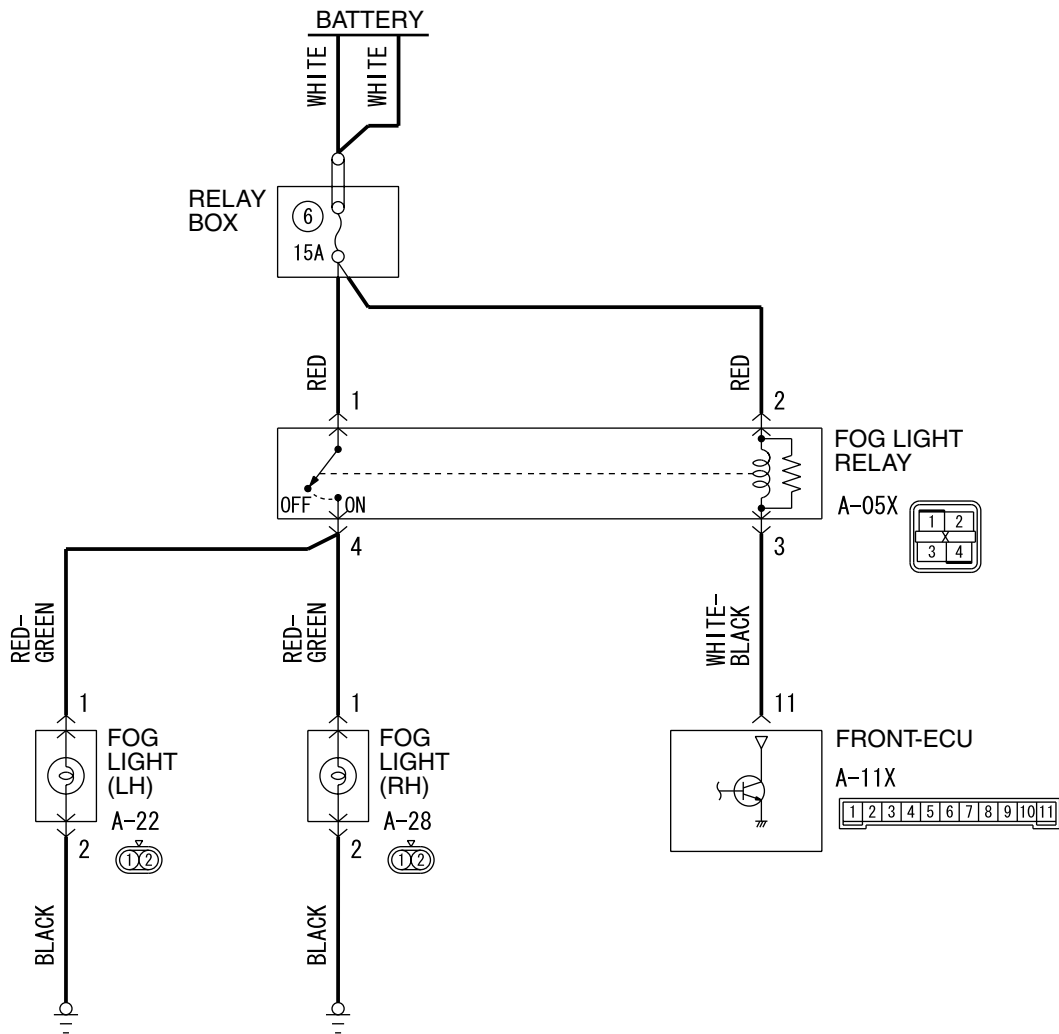 BATTERY
WHITE
WHITE
RELAY
BOX
6
15A
RED
RED
1
2
FOG LIGHT
RELAY
OFF
ON
A-05X
1 2
X
3 4
4
3
RED-
GREEN
RED-
GREEN
WHITE-
BLACK
1
1
11
FOG
LIGHT
(LH)
FOG
LIGHT
(RH)
FRONT-ECU
A-22
A-28
A-11X
1 2 3 4 5 6 7 8 9 10 11
2
1 2
2
1 2
BLACK
BLACK